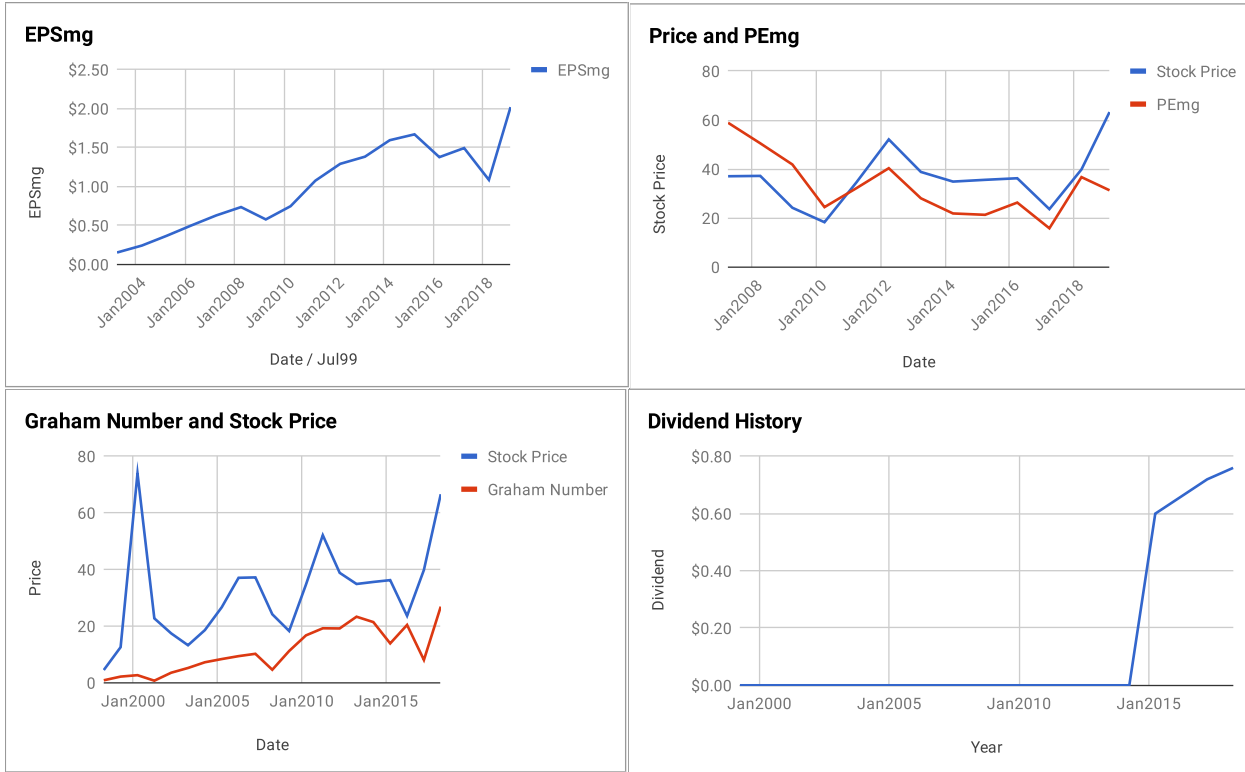 EPSmg
EPSmg
$2.50
$2.00
$1.50
$1.00
$0.50
$0.00
EPSmg
Jan2004
Jan2006
Jan2008
Jan2010
Jan2012
Jan2014
Jan2016
Jan2018
Date / Jul99
Price and PEmg
Stock Price
PEmg
80
60
40
20
0
Stock Price
Jan2008
Jan2010
Jan2012
Jan2014
Jan2016
Jan2018
Date
Graham Number and Stock Price
Stock Price
Graham Number
80
60
40
20
0
Price
Jan2000
Jan2005
Jan2010
Jan2015
Date
Dividend History
$0.80
$0.60
$0.40
$0.20
$0.00
Dividend
Jan2000
Jan2005
Jan2010
Jan2015
Year